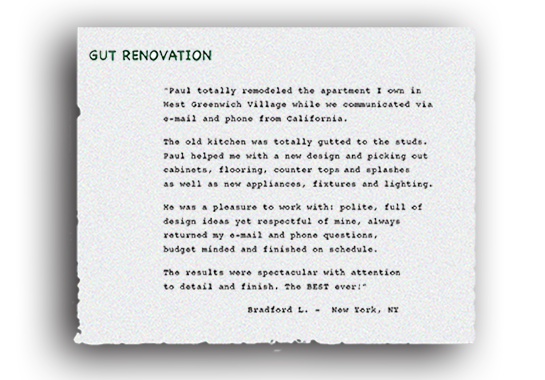 GUT RENOVATION
"Paul totally remodeled the apartment I own in
West Greenwich Village while we communicated via
e-mail and phone from California.
The old kitchen was totally gutted to the studs.
Paul helped me with a new design and picking out
cabinets, flooring, counter tops and splashes
as well as new appliances, fixtures and lighting.
He was a pleasure to work with: polite, full of
design ideas yet respectful of mine, always
returned my e-mail and phone questions,
budget minded and finished on schedule.
The results were spectacular with attention
to detail and finish. The BEST ever!"
Bradford L. - New York, NY